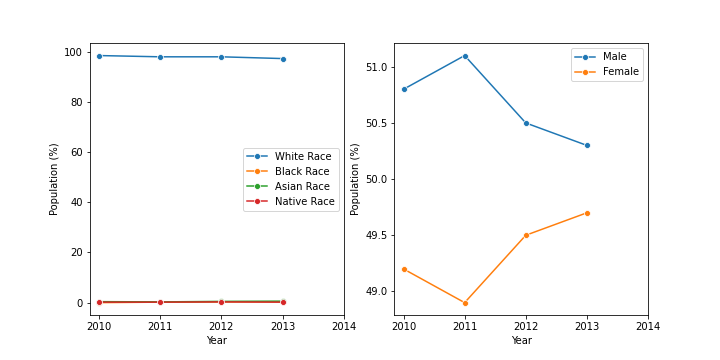 100
80
60
40
20
0
Population (%)
2010 2011 2012 2013 2014
Year
White Race
Black Race
Asian Race
Native Race
51.0
50.5
50.0
49.5
49.0
Population (%)
2010 2011 2012 2013 2014
Year
Male
Female